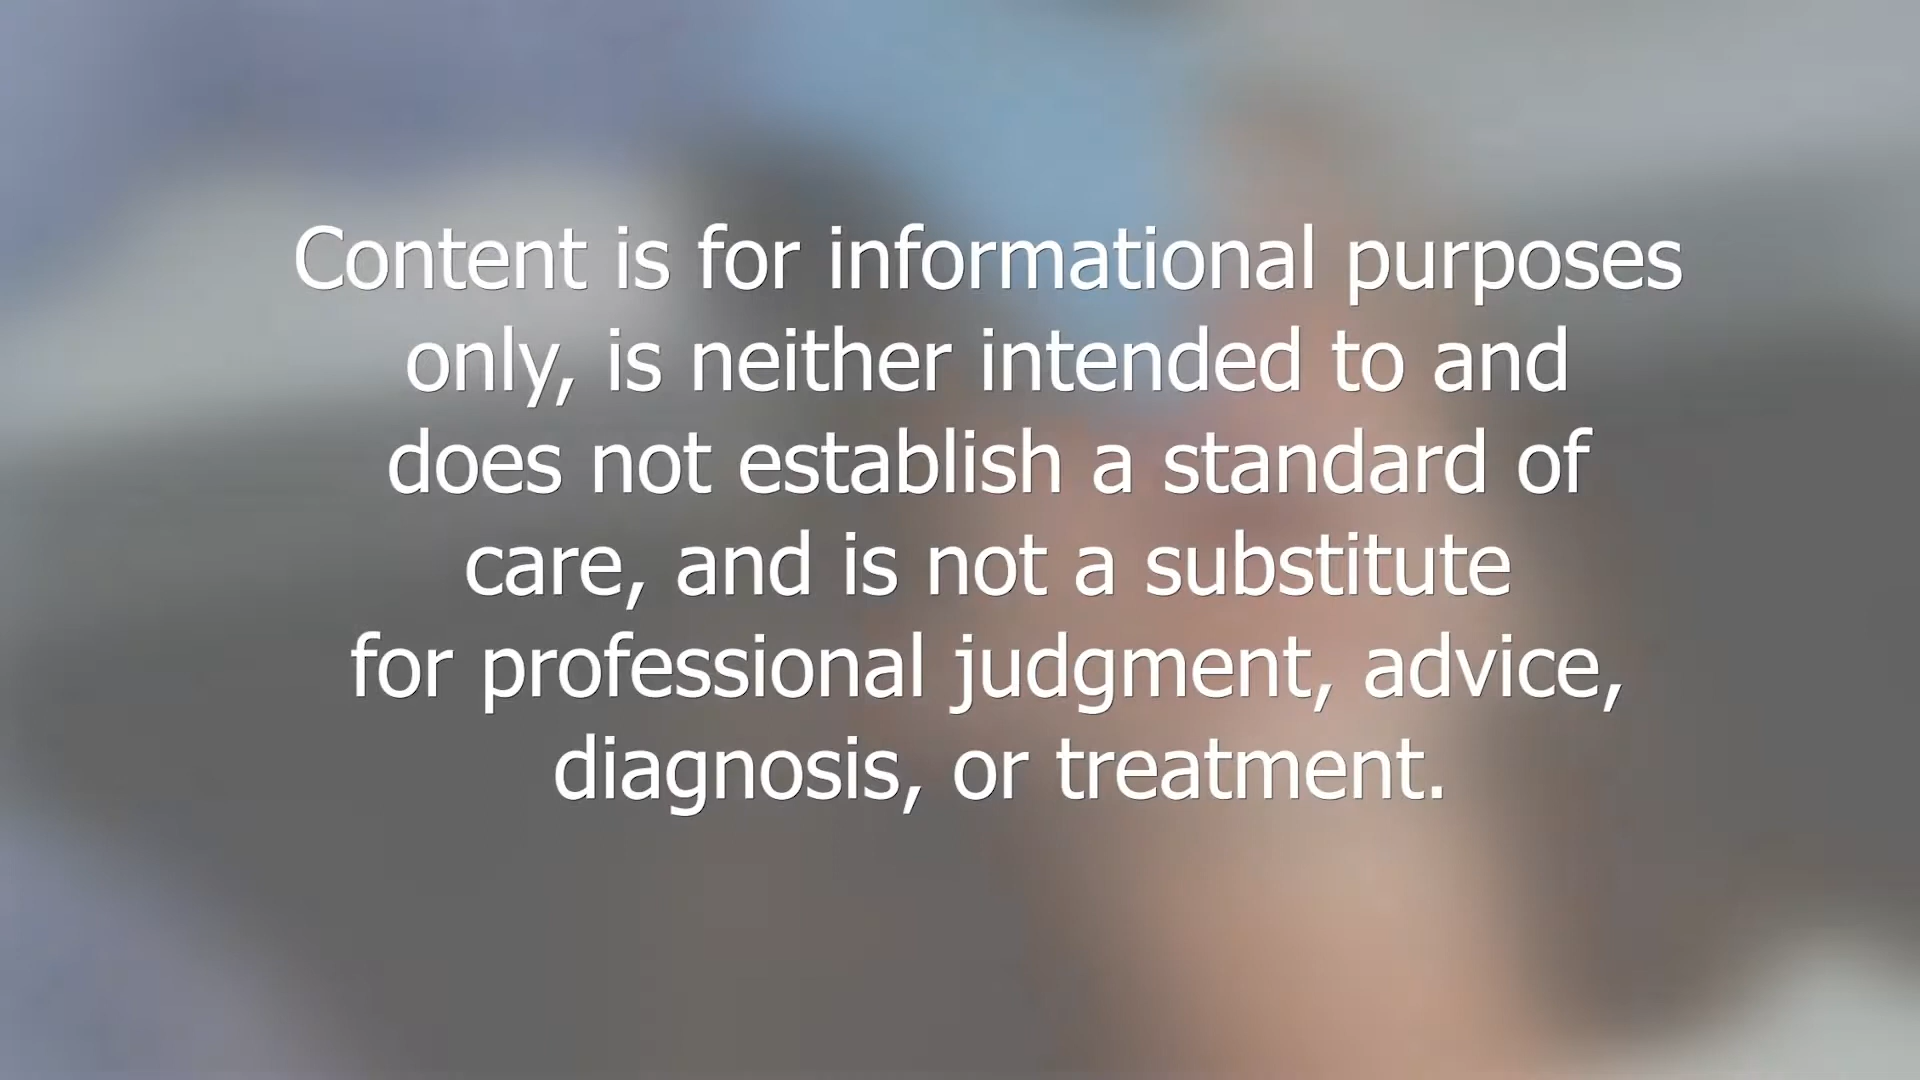 Content is for informational purposes
only, is neither intended to and
does not establish a standard of
care, and is not a substitute
for professional judgment, advice,
diagnosis, or treatment.